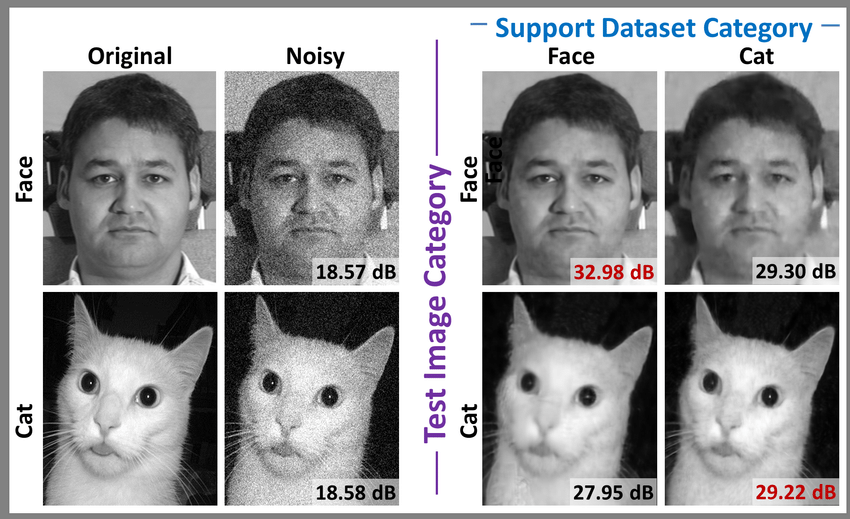 Support Dataset Category
Original
Noisy
Face
Cat
Face
Face
Face
18.57 dB
32.98 dB
29.30 dB
Test Image Category
Cat
Cat
18.58 dB
27.95 dB
29.22 dB